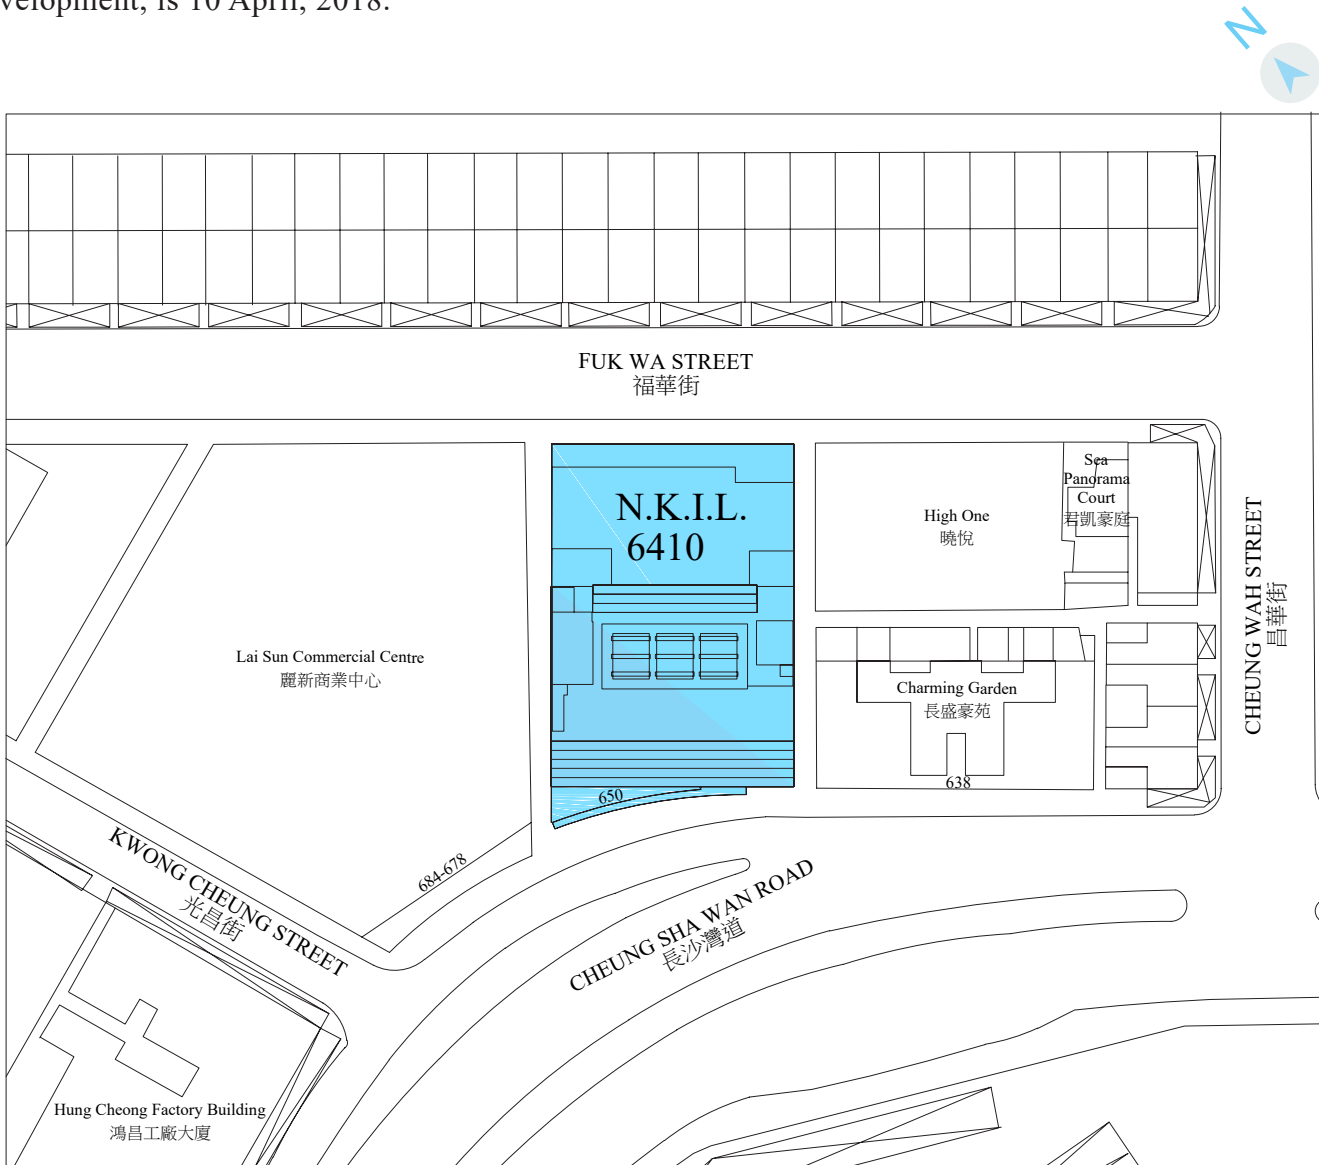 velopment, is 10 April, 2018.
N
FUK WA STREET
福華街
N.K.I.L.
6410
High One
曉悅
Sea
Panorama
Court
君凱豪庭
CHEUNG WAH STREET
昌華街
Lai Sun Commercial Centre
麗新商業中心
Charming Garden
長盛豪苑
638
650
684-678
KWONG CHEUNG STREET
光昌街
CHEUNG SHA WAN ROAD
長沙灣道
Hung Cheong Factory Building
鴻昌工廠大廈